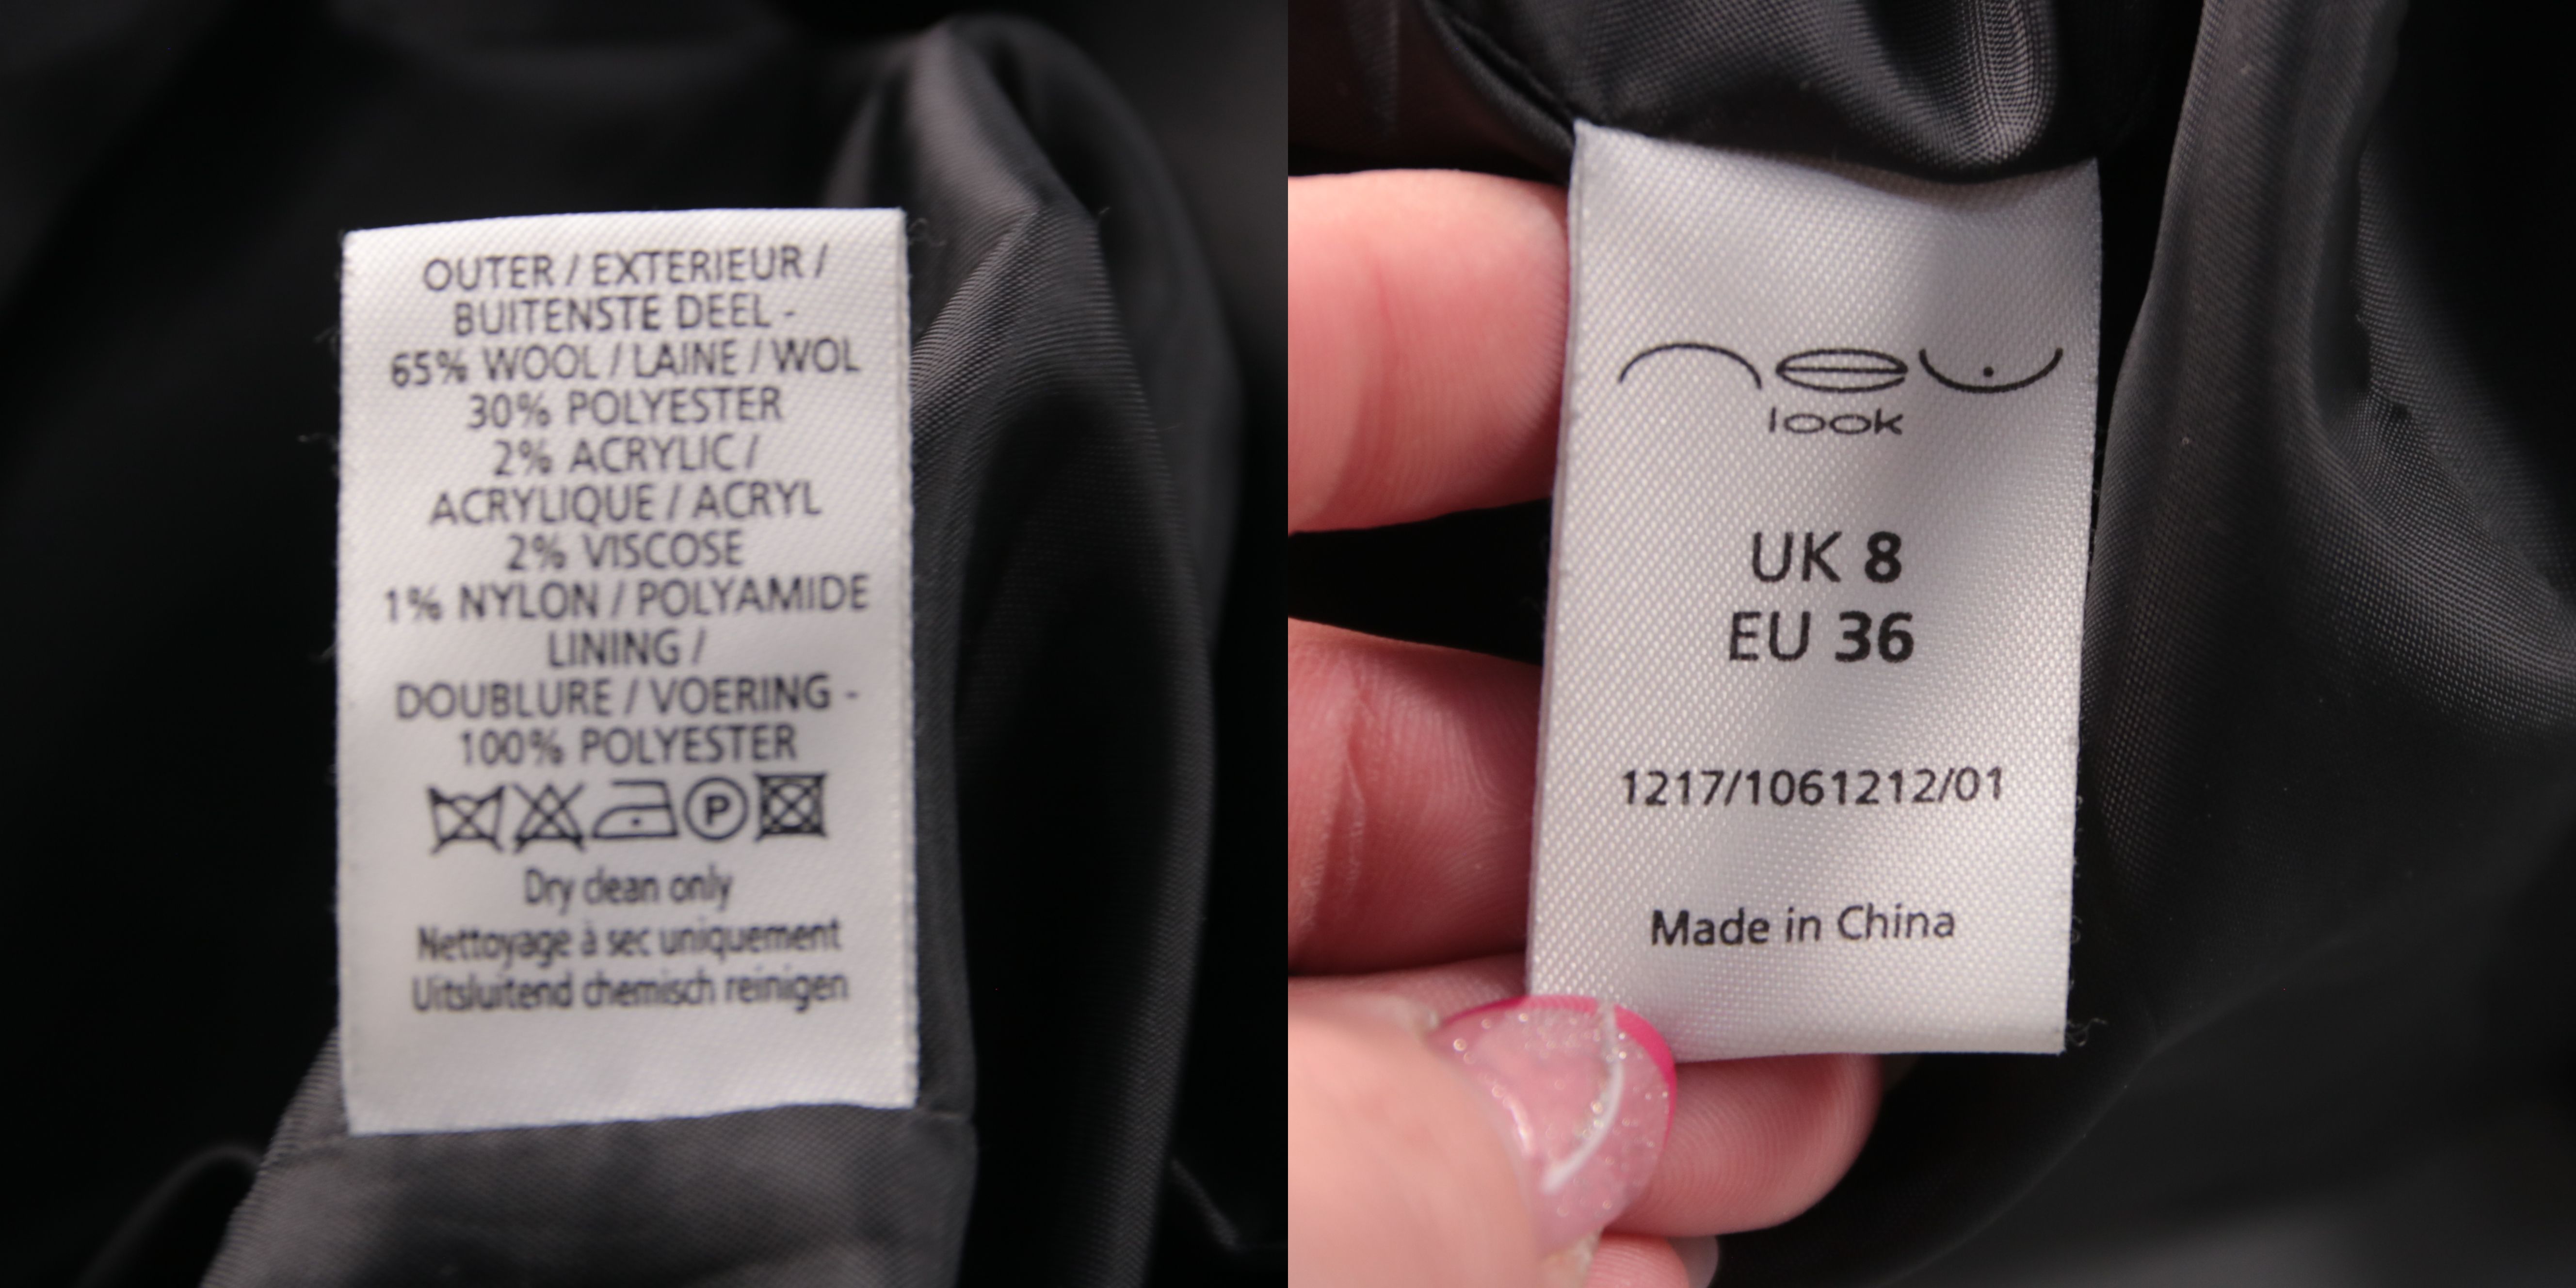 OUTER / EXTERIEUR /
BUITENSTE DEEL -
65% WOOL / LAINE / WOL
30% POLYESTER
2% ACRYLIC /
ACRYLIQUE / ACRYL
2% VISCOSE
1% NYLON / POLYAMIDE
LINING /
DOUBLURE / VOERING -
100% POLYESTER
P
Dry clean only
Nettoyage à sec uniquement
Uitsluitend chemisch reinigen
new
look
UK 8
EU 36
1217/1061212/01
Made in China